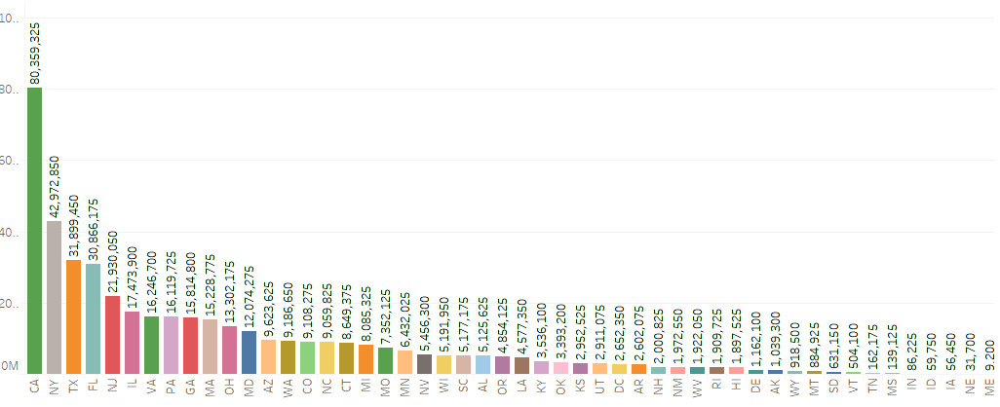 10..
80..
60..
40..
20..
0M
80,359,325
42,972,850
31,899,450
30,866,175
21,930,050
17,473,900
16,246,700
16,119,725
15,814,800
15,228,775
13,302,175
12,074,275
9,623,625
9,186,650
9,108,275
9,059,825
8,649,375
8,085,325
7,352,125
6,432,025
5,456,300
5,191,950
5,177,175
5,125,625
4,854,125
4,577,350
3,536,100
3,393,200
2,952,525
2,911,075
2,652,350
2,602,075
2,000,825
1,972,550
1,922,050
1,909,725
1,897,525
1,162,100
1,039,300
918,500
884,925
631,150
504,100
162,175
139,125
86,225
59,750
56,450
31,700
9,200
CA
NY
TX
FL
NJ
IL
VA
PA
GA
MA
OH
MD
AZ
WA
CO
NC
CT
MI
MO
MN
NV
WI
SC
AL
OR
LA
KY
OK
KS
UT
DC
AR
NH
NM
WV
RI
HI
DE
AK
WY
MT
SD
VT
TN
MS
IN
ID
IA
NE
ME